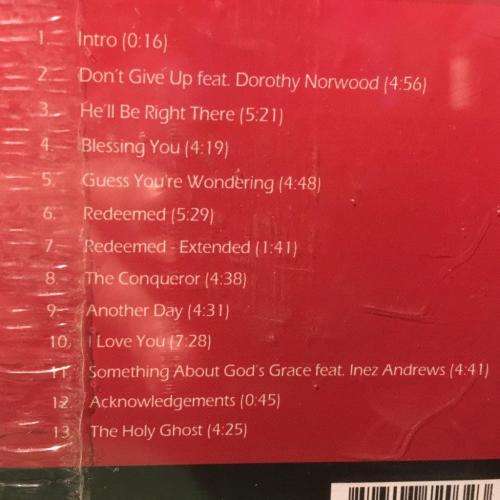 1. Intro (0:16)
2. Don't Give Up feat. Dorothy Norwood (4:56)
3. He'll Be Right There (5:21)
4. Blessing You (4:19)
5. Guess You're Wondering (4:48)
6. Redeemed (5:29)
7. Redeemed - Extended (1:41)
8. The Conqueror (4:38)
9. Another Day (4:31)
10. I Love You (7:28)
11. Something About God's Grace feat. Inez Andrews (4:41)
12. Acknowledgements (0:45)
13. The Holy Ghost (4:25)